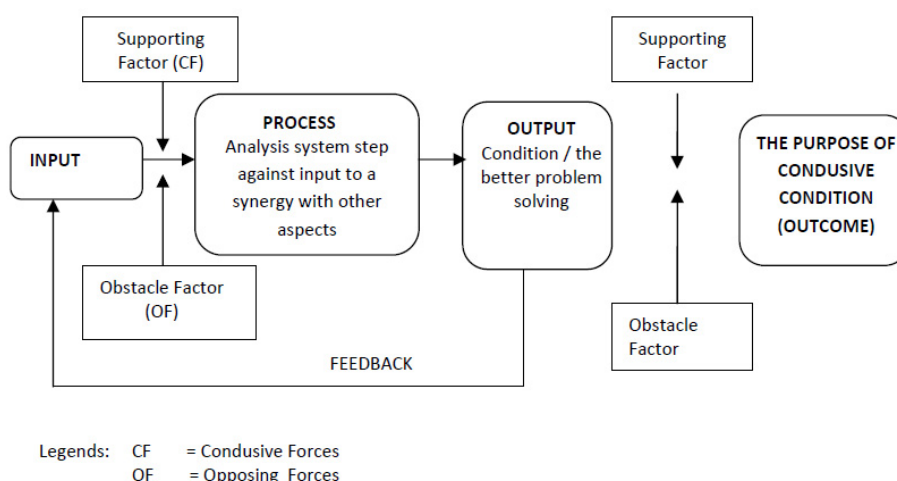 Supporting
Factor (CF)
Supporting
Factor
INPUT
PROCESS
Analysis system step
against input to a
synergy with other
aspects
OUTPUT
Condition / the
better problem
solving
THE PURPOSE OF
CONDUSIVE
CONDITION
(OUTCOME)
Obstacle Factor
(OF)
Obstacle
Factor
FEEDBACK
Legends: CF = Condusive Forces
OF = Opposing Forces